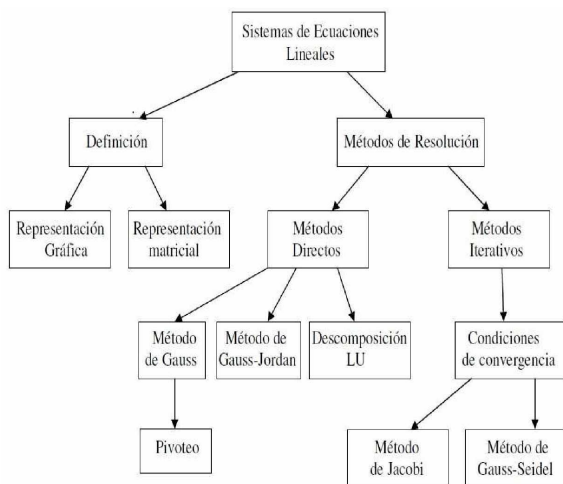 Sistemas de Ecuaciones
Lineales
Definición
Métodos de Resolución
Representación
Gráfica
Representación
matricial
Métodos
Directos
Métodos
Iterativos
Método
de Gauss
Método de
Gauss-Jordan
Descomposición
LU
Condiciones
de convergencia
Pivoteo
Método
de Jacobi
Método de
Gauss-Seidel